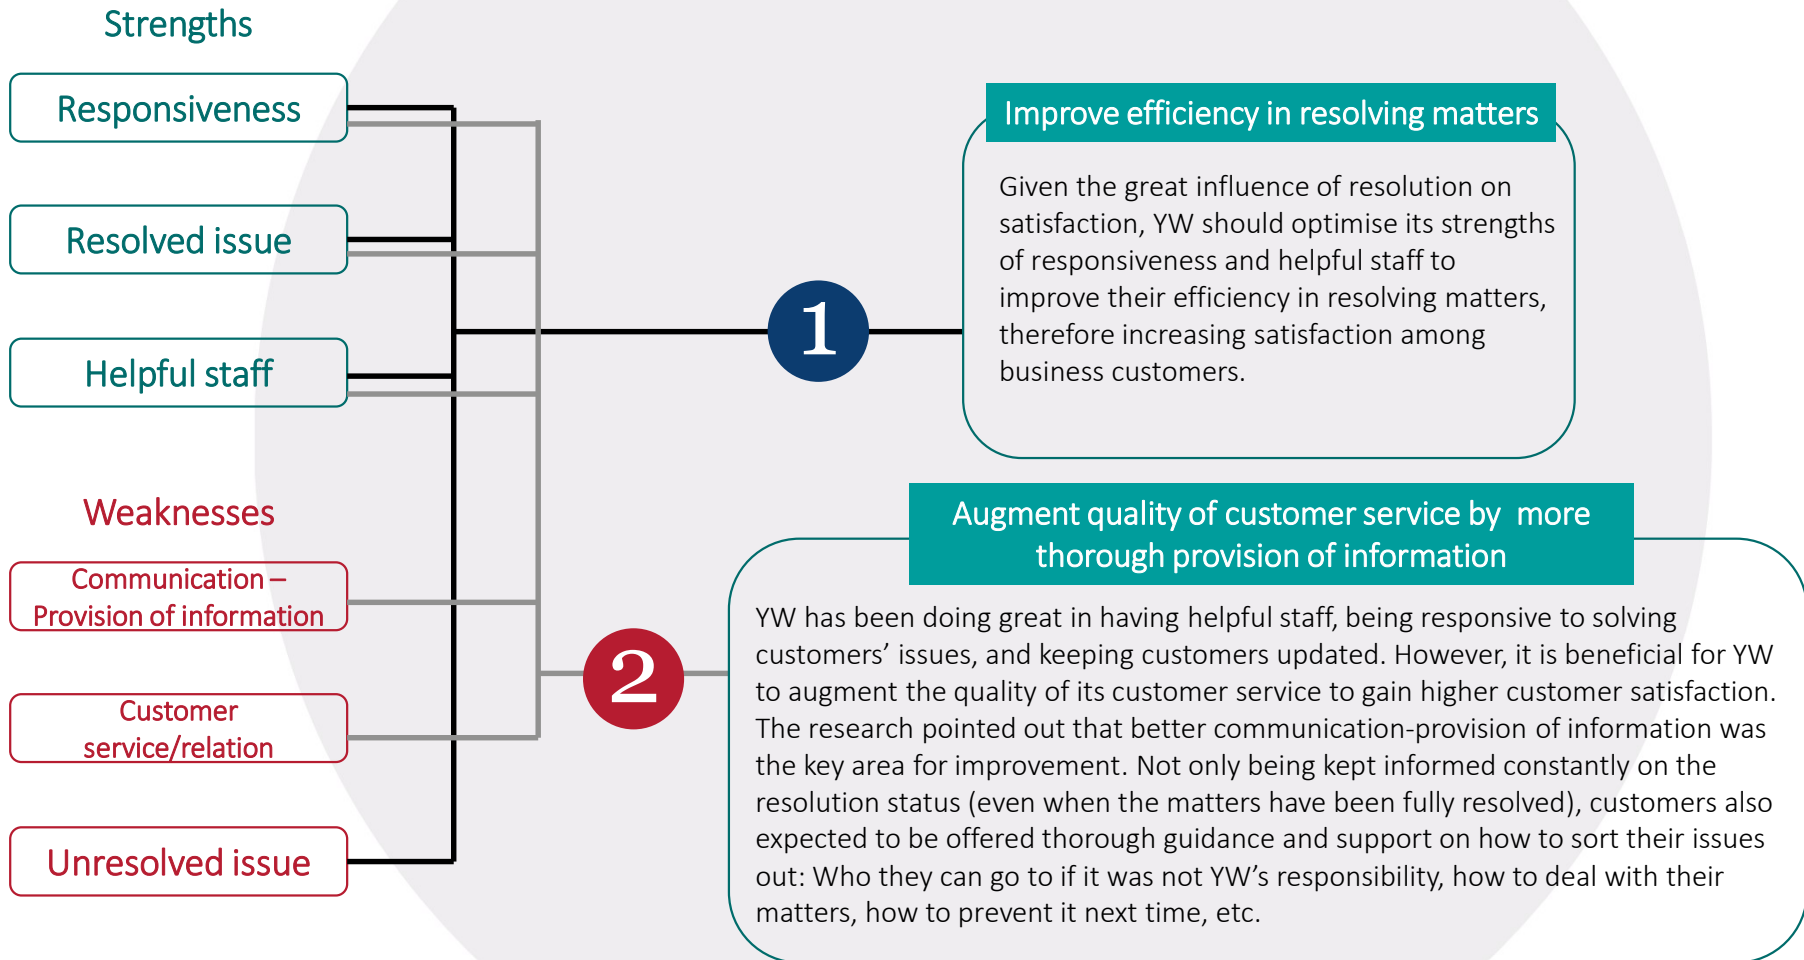 Strengths
Responsiveness
Resolved issue
Helpful staff
Weaknesses
Communication –
Provision of information
Customer
service/relation
Unresolved issue
1
Improve efficiency in resolving matters
Given the great influence of resolution on
satisfaction, YW should optimise its strengths
of responsiveness and helpful staff to
improve their efficiency in resolving matters,
therefore increasing satisfaction among
business customers.
2
Augment quality of customer service by  more
thorough provision of information
YW has been doing great in having helpful staff, being responsive to solving
customers’ issues, and keeping customers updated. However, it is beneficial for YW
to augment the quality of its customer service to gain higher customer satisfaction.
The research pointed out that better communication-provision of information was
the key area for improvement. Not only being kept informed constantly on the
resolution status (even when the matters have been fully resolved), customers also
expected to be offered thorough guidance and support on how to sort their issues
out: Who they can go to if it was not YW’s responsibility, how to deal with their
matters, how to prevent it next time, etc.